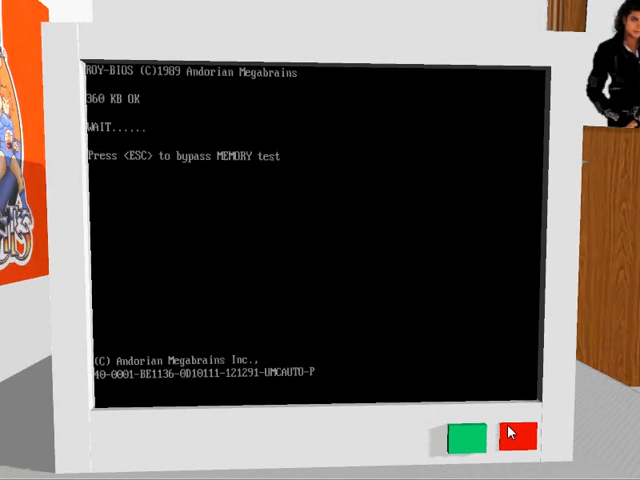 ROY-BIOS (C)1989 Andorian Megabrains
360 KB OK
WAIT......
Press <ESC> to bypass MEMORY test
(C) Andorian Megabrains Inc.,
40-0001-BE1136-0D10111-121291-UMCAUTO-P